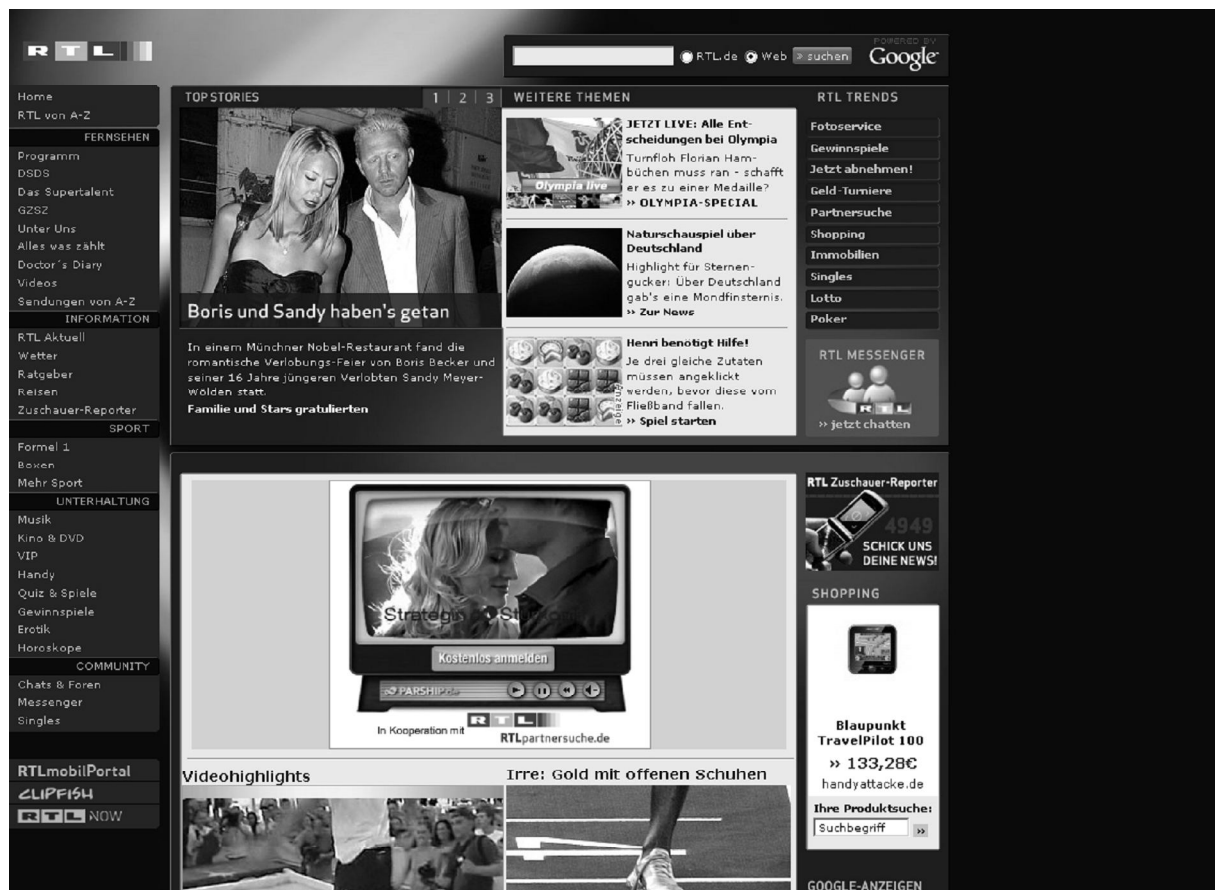 RTL
RTL.de Web » suchen
POWERED BY
Google
Home
RTL von A-Z
FERNSEHEN
Programm
DSDS
Das Supertalent
GZSZ
Unter Uns
Alles was zählt
Doctor´s Diary
Videos
Sendungen von A-Z
INFORMATION
RTL Aktuell
Wetter
Ratgeber
Reisen
Zuschauer-Reporter
SPORT
Formel 1
Boxen
Mehr Sport
UNTERHALTUNG
Musik
Kino & DVD
VIP
Handy
Quiz & Spiele
Gewinnspiele
Erotik
Horoskope
COMMUNITY
Chats & Foren
Messenger
Singles
RTLmobilPortal
CLIPFISH
RTL NOW
TOP STORIES
1 | 2 | 3
Boris und Sandy haben's getan
In einem Münchner Nobel-Restaurant fand die
romantische Verlobungs-Feier von Boris Becker und
seiner 16 Jahre jüngeren Verlobten Sandy Meyer-
Wölden statt.
Familie und Stars gratulierten
WEITERE THEMEN
Olympia live
JETZT LIVE: Alle Ent-
scheidungen bei Olympia
Turnfloh Florian Ham-
büchen muss ran - schafft
er es zu einer Medaille?
›› OLYMPIA-SPECIAL
Naturschauspiel über
Deutschland
Highlight für Sternen-
gucker: Über Deutschland
gab's eine Mondfinsternis.
›› Zur News
Henri benötigt Hilfe!
Je drei gleiche Zutaten
müssen angeklickt
werden, bevor diese vom
Fließband fallen.
›› Spiel starten
Anzeige
RTL TRENDS
Fotoservice
Gewinnspiele
Jetzt abnehmen!
Geld-Turniere
Partnersuche
Shopping
Immobilien
Singles
Lotto
Poker
RTL MESSENGER
RTL
›› jetzt chatten
Kostenlos anmelden
PARSHIP.de
In Kooperation mit RTL
RTLpartnersuche.de
Videohighlights
Irre: Gold mit offenen Schuhen
RTL Zuschauer-Reporter
4949
SCHICK UNS
DEINE NEWS!
SHOPPING
Blaupunkt
TravelPilot 100
›› 133,28€
handyattacke.de
Ihre Produktsuche:
Suchbegriff ››
GOOGLE-ANZEIGEN